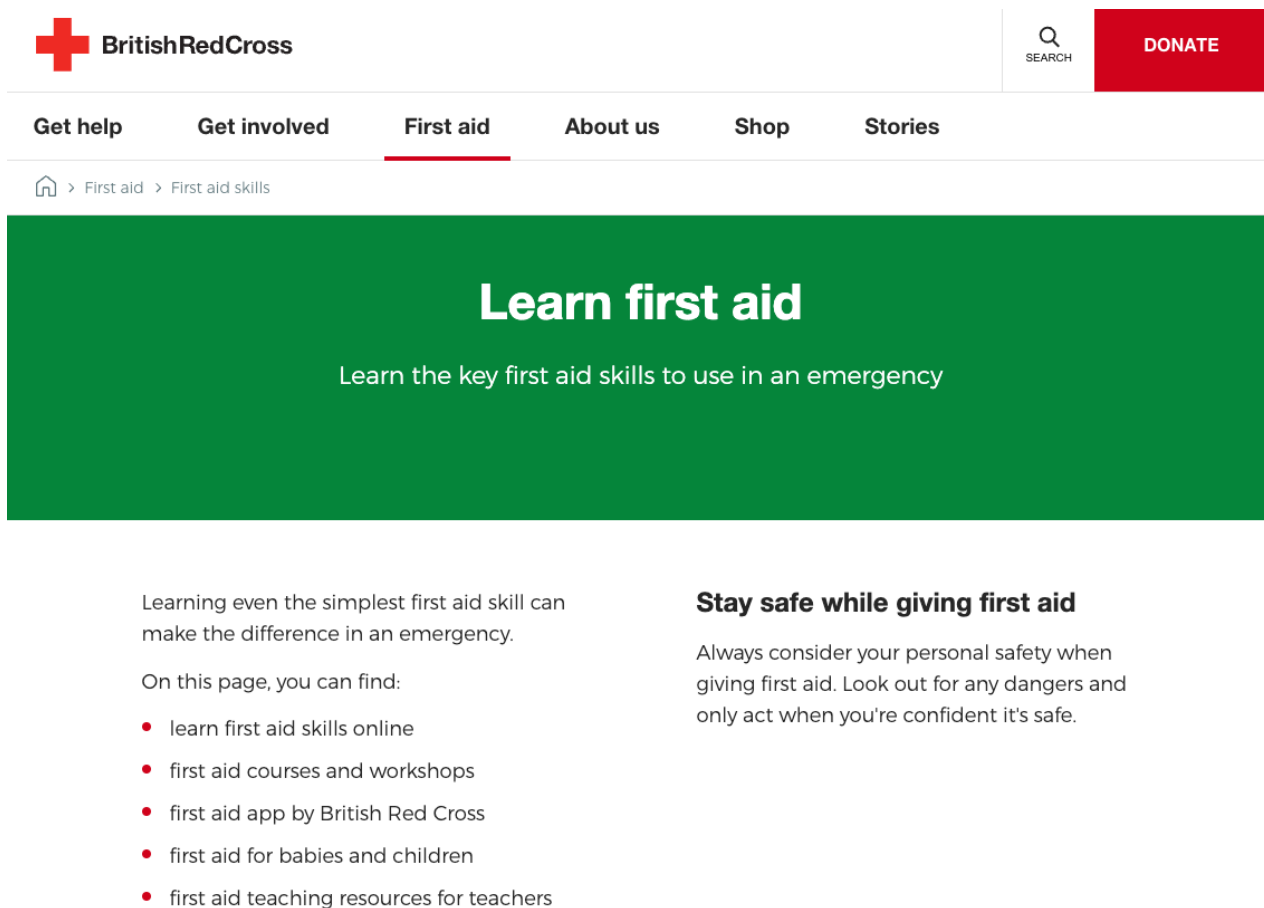 BritishRedCross
SEARCH
DONATE
Get help
Get involved
First aid
About us
Shop
Stories
> First aid > First aid skills
Learn first aid
Learn the key first aid skills to use in an emergency
Learning even the simplest first aid skill can
make the difference in an emergency.
On this page, you can find:
learn first aid skills online
first aid courses and workshops
first aid app by British Red Cross
first aid for babies and children
first aid teaching resources for teachers
Stay safe while giving first aid
Always consider your personal safety when
giving first aid. Look out for any dangers and
only act when you're confident it's safe.